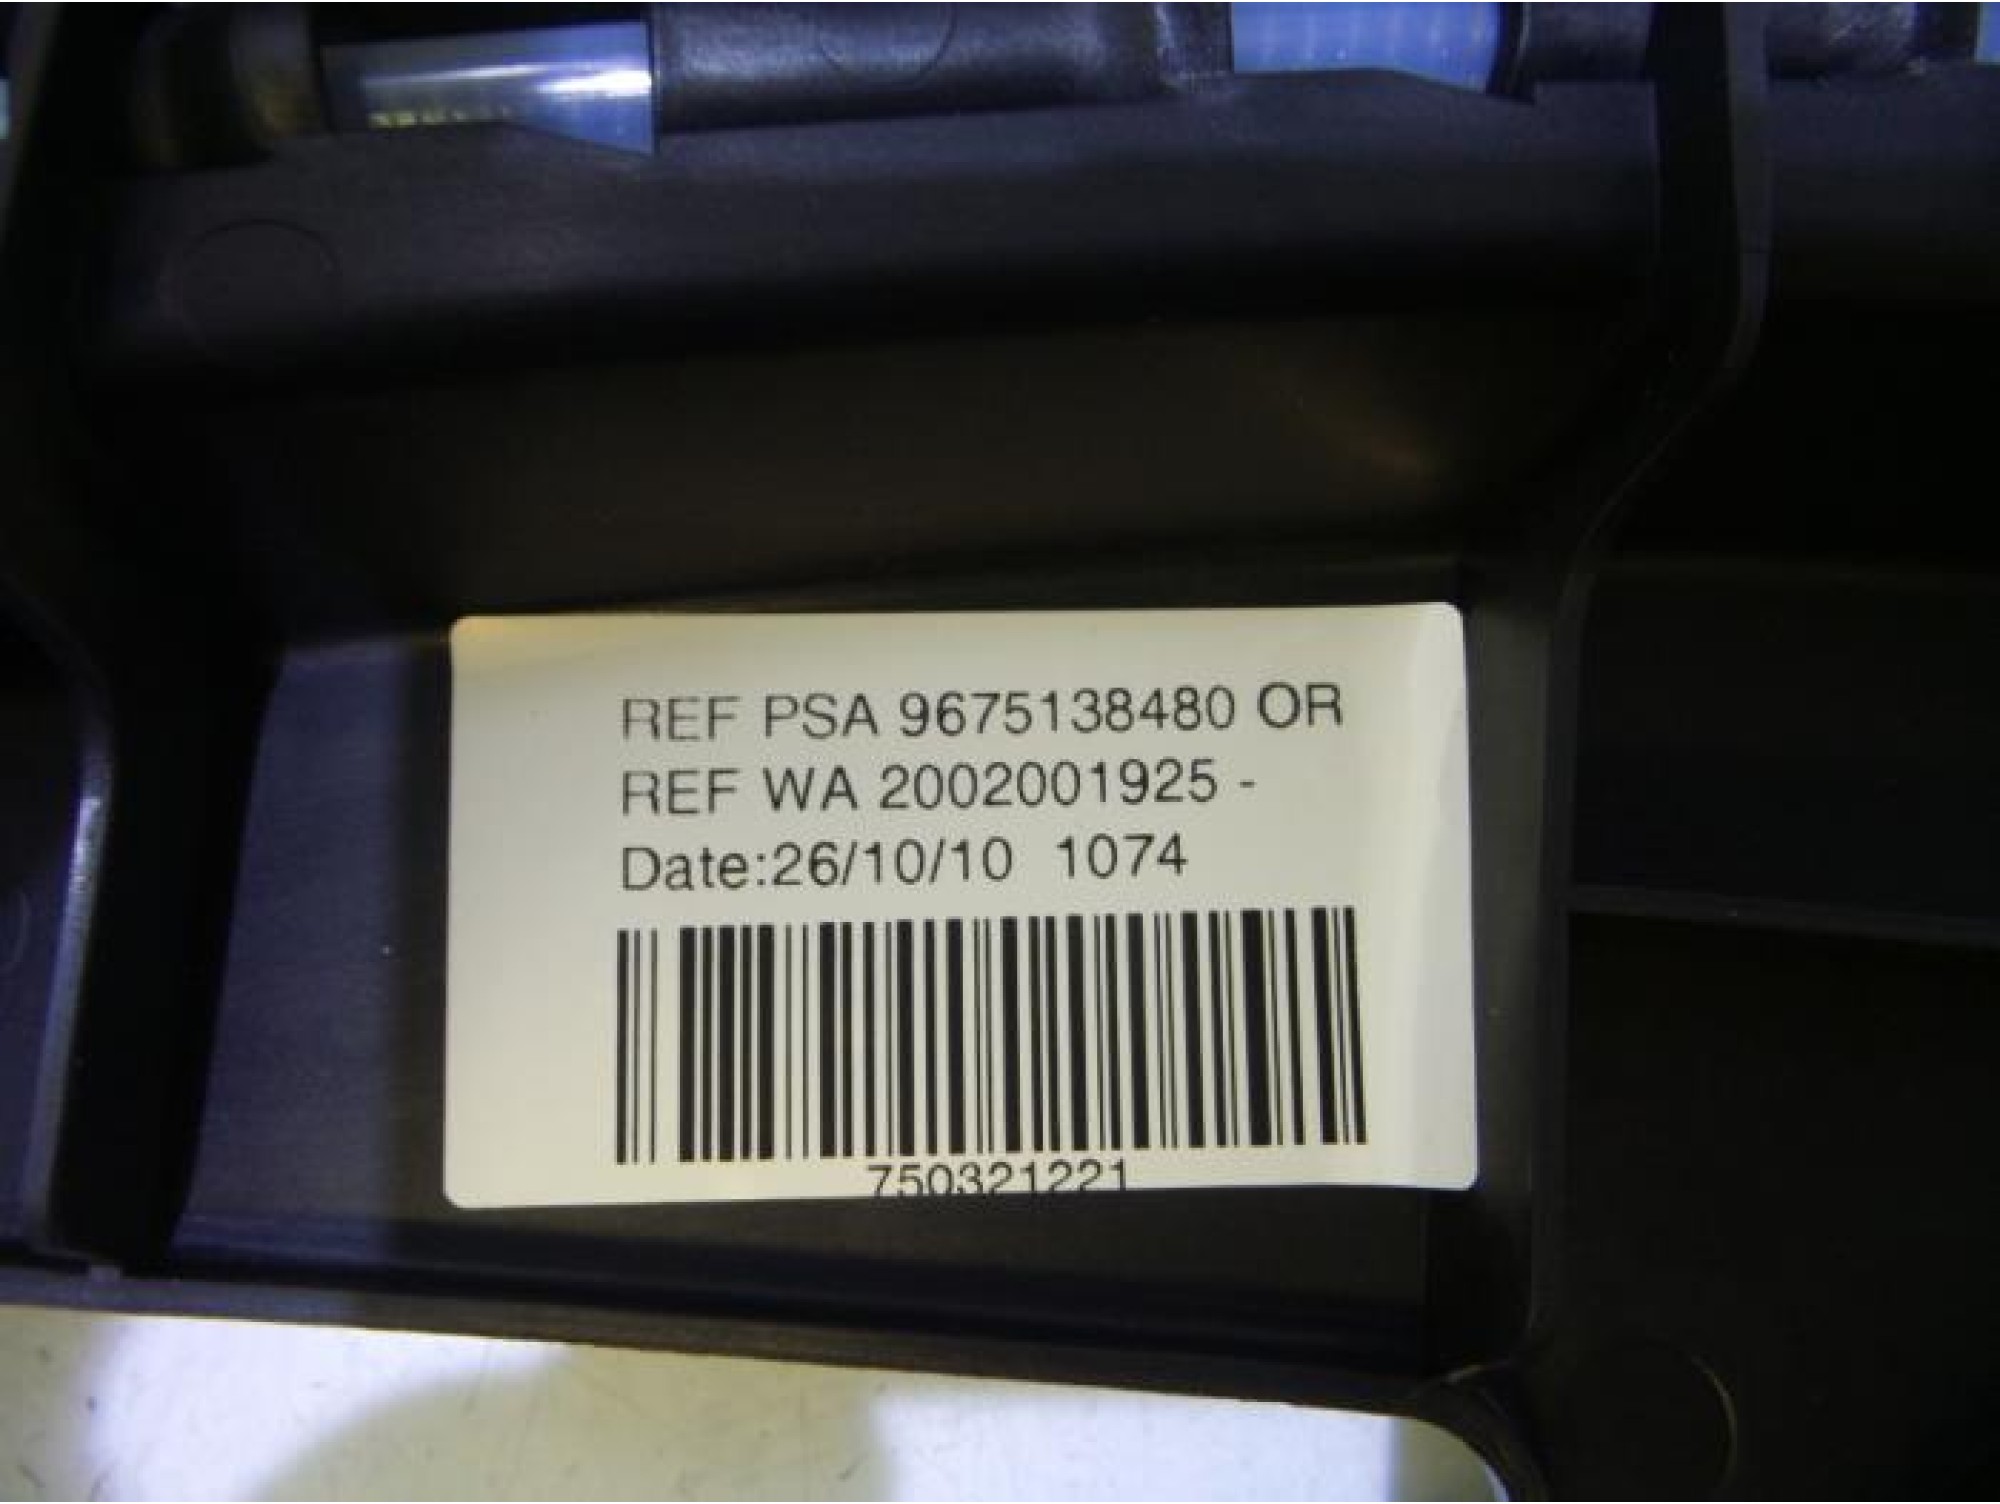 REF PSA 9675138480 OR
REF WA 2002001925 -
Date:26/10/10 1074
750321221